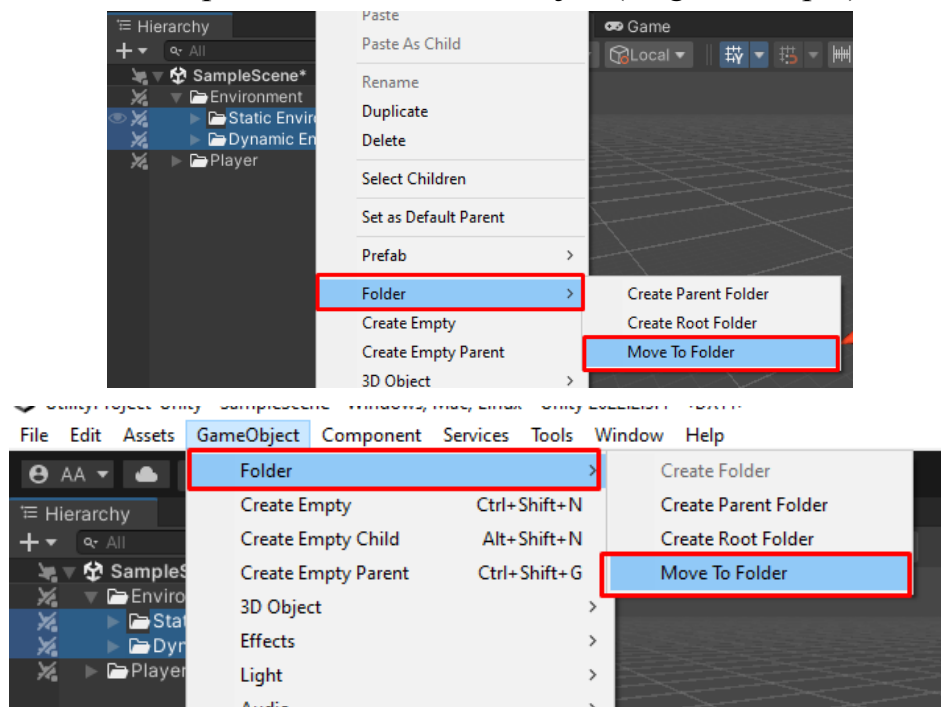 Hierarchy
Paste
Game
All
Paste As Child
Local
SampleScene*
Rename
Environment
Duplicate
Static Enviro
Dynamic En
Delete
Player
Select Children
Set as Default Parent
Prefab
Folder
Create Parent Folder
Create Empty
Create Root Folder
Create Empty Parent
Move To Folder
3D Object
File Edit Assets GameObject Component Services Tools Window Help
AA
Folder
Create Folder
Hierarchy
Create Empty Ctrl+Shift+N
Create Parent Folder
All
Create Empty Child Alt+Shift+N
Create Root Folder
SampleS
Create Empty Parent Ctrl+Shift+G
Move To Folder
Enviro
3D Object
Stat
Effects
Dyn
Player
Light